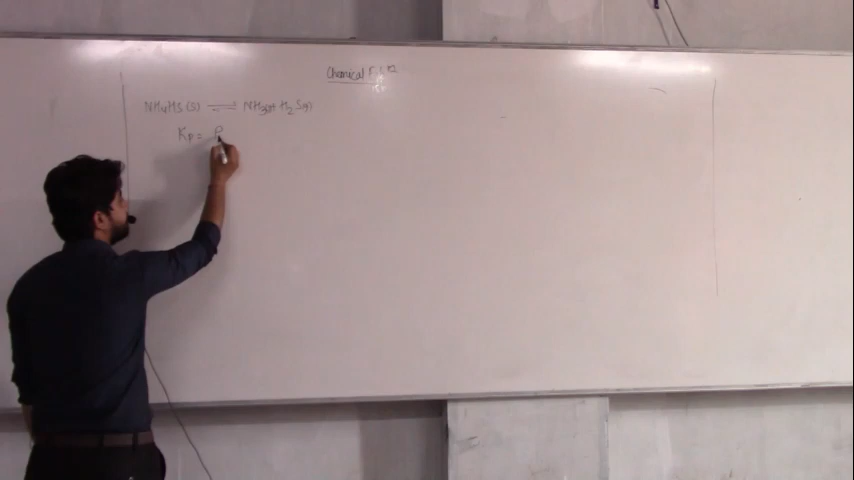 Chemical
NH4HS(s) ⇌ NH3(g) + H2S(g)
Kp = P